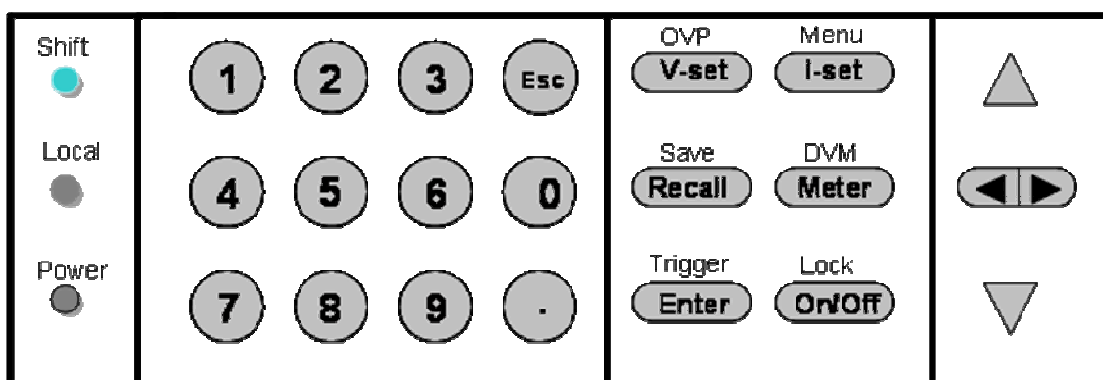 Shift
Local
Power
1 2 3 Esc
4 5 6 0
7 8 9 .
OVP Menu
V-set I-set
Save DVM
Recall Meter
Trigger Lock
Enter On/Off